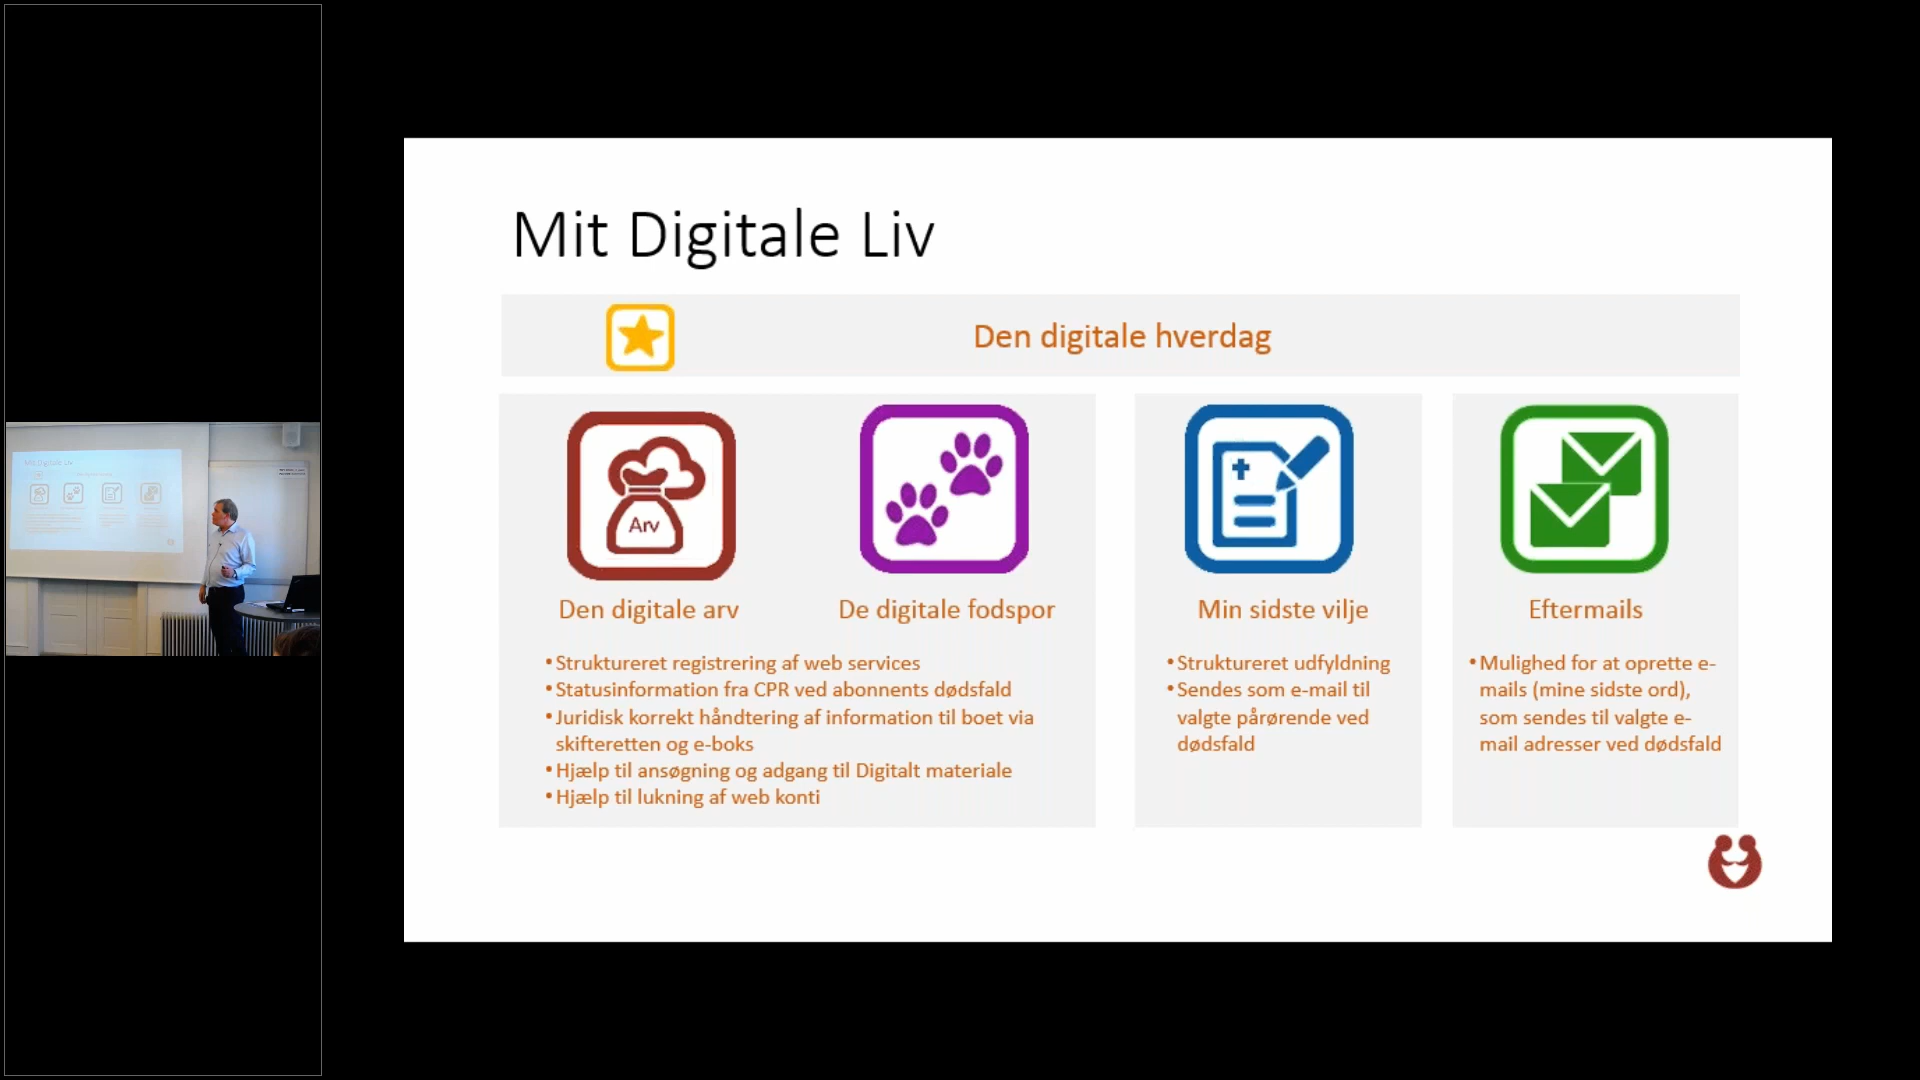 Mit Digitale Liv
Den digitale hverdag
Arv
Den digitale arv
De digitale fodspor
•Struktureret registrering af web services
•Statusinformation fra CPR ved abonnents dødsfald
•Juridisk korrekt håndtering af information til boet via
skifteretten og e-boks
•Hjælp til ansøgning og adgang til Digitalt materiale
•Hjælp til lukning af web konti
Min sidste vilje
•Struktureret udfyldning
•Sendes som e-mail til
valgte pårørende ved
dødsfald
Eftermails
•Mulighed for at oprette e-
mails (mine sidste ord),
som sendes til valgte e-
mail adresser ved dødsfald
Mit Digitale Liv